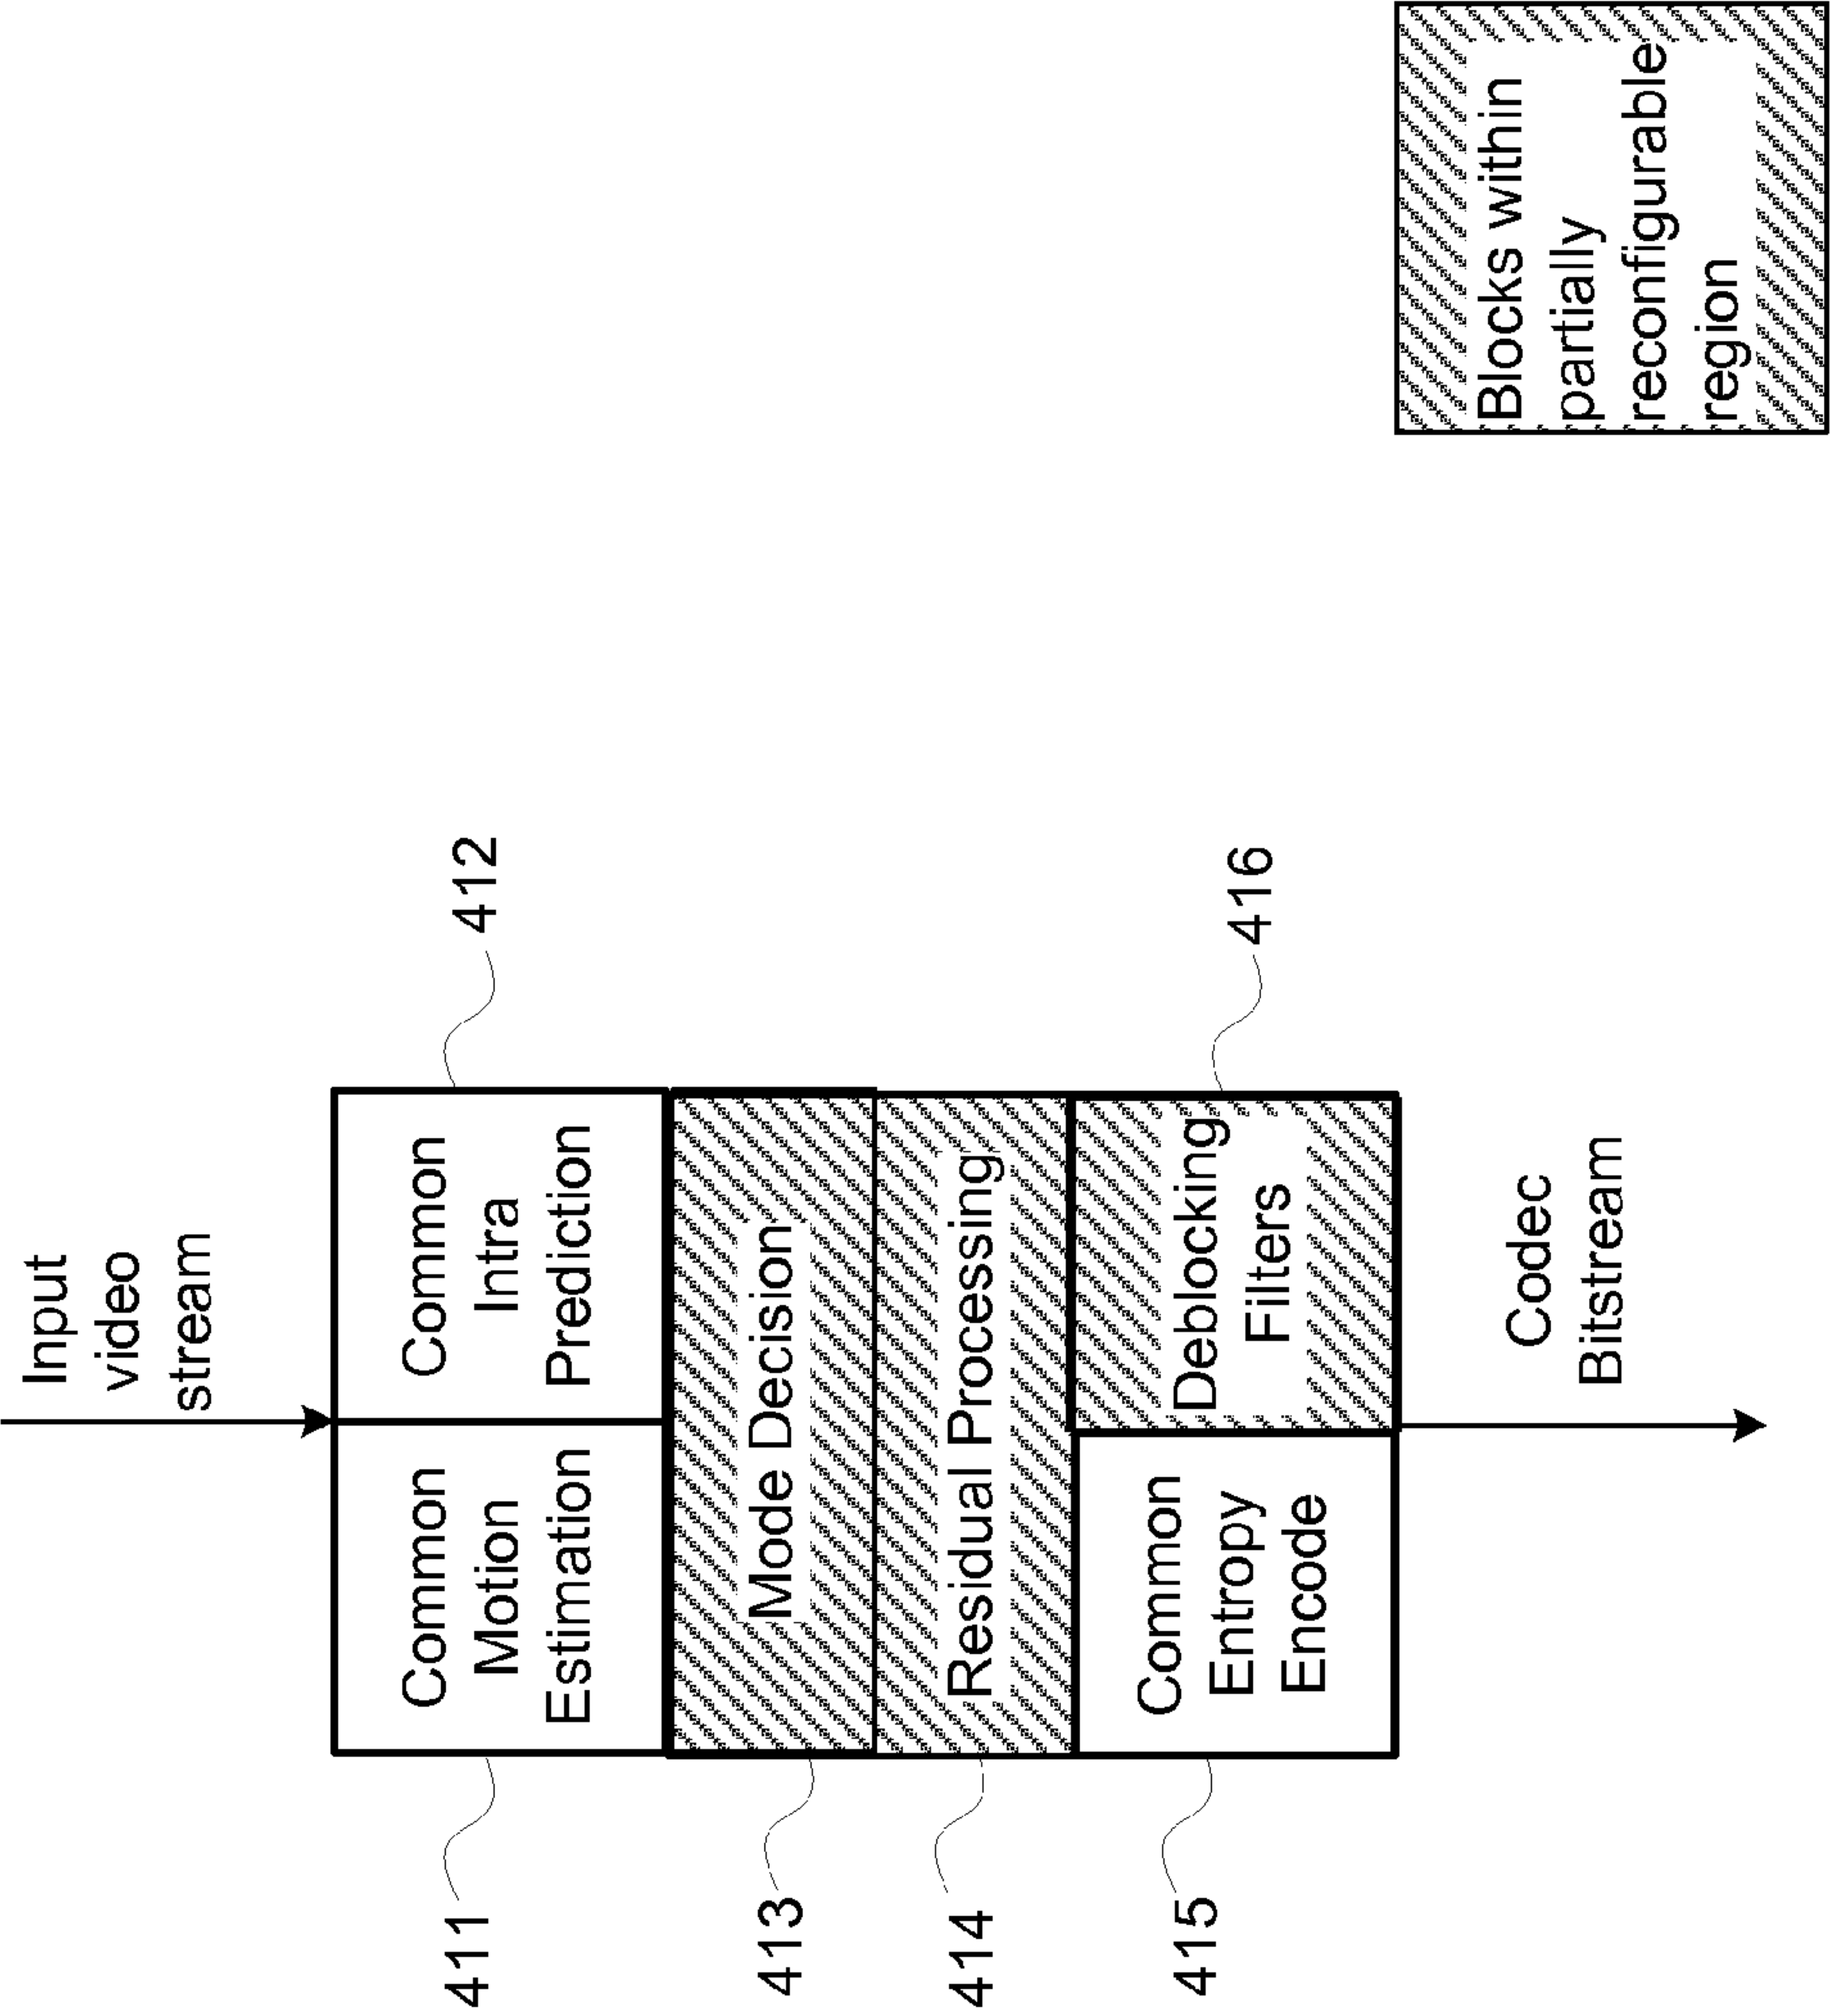 Input
video
stream
411
Common
Motion
Estimation
Common
Intra
Prediction
412
413
Mode Decision
414
Residual Processing
415
Common
Entropy
Encode
Deblocking
Filters
416
Codec
Bitstream
Blocks within
partially
reconfigurable
region